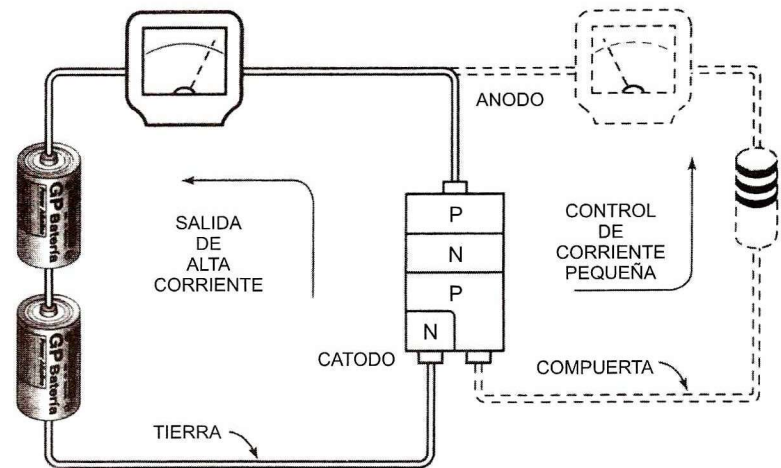 ANODO
SALIDA
DE
ALTA
CORRIENTE
CONTROL
DE
CORRIENTE
PEQUEÑA
P
N
P
N
CATODO
COMPUERTA
TIERRA
GP Batería
GP Batería